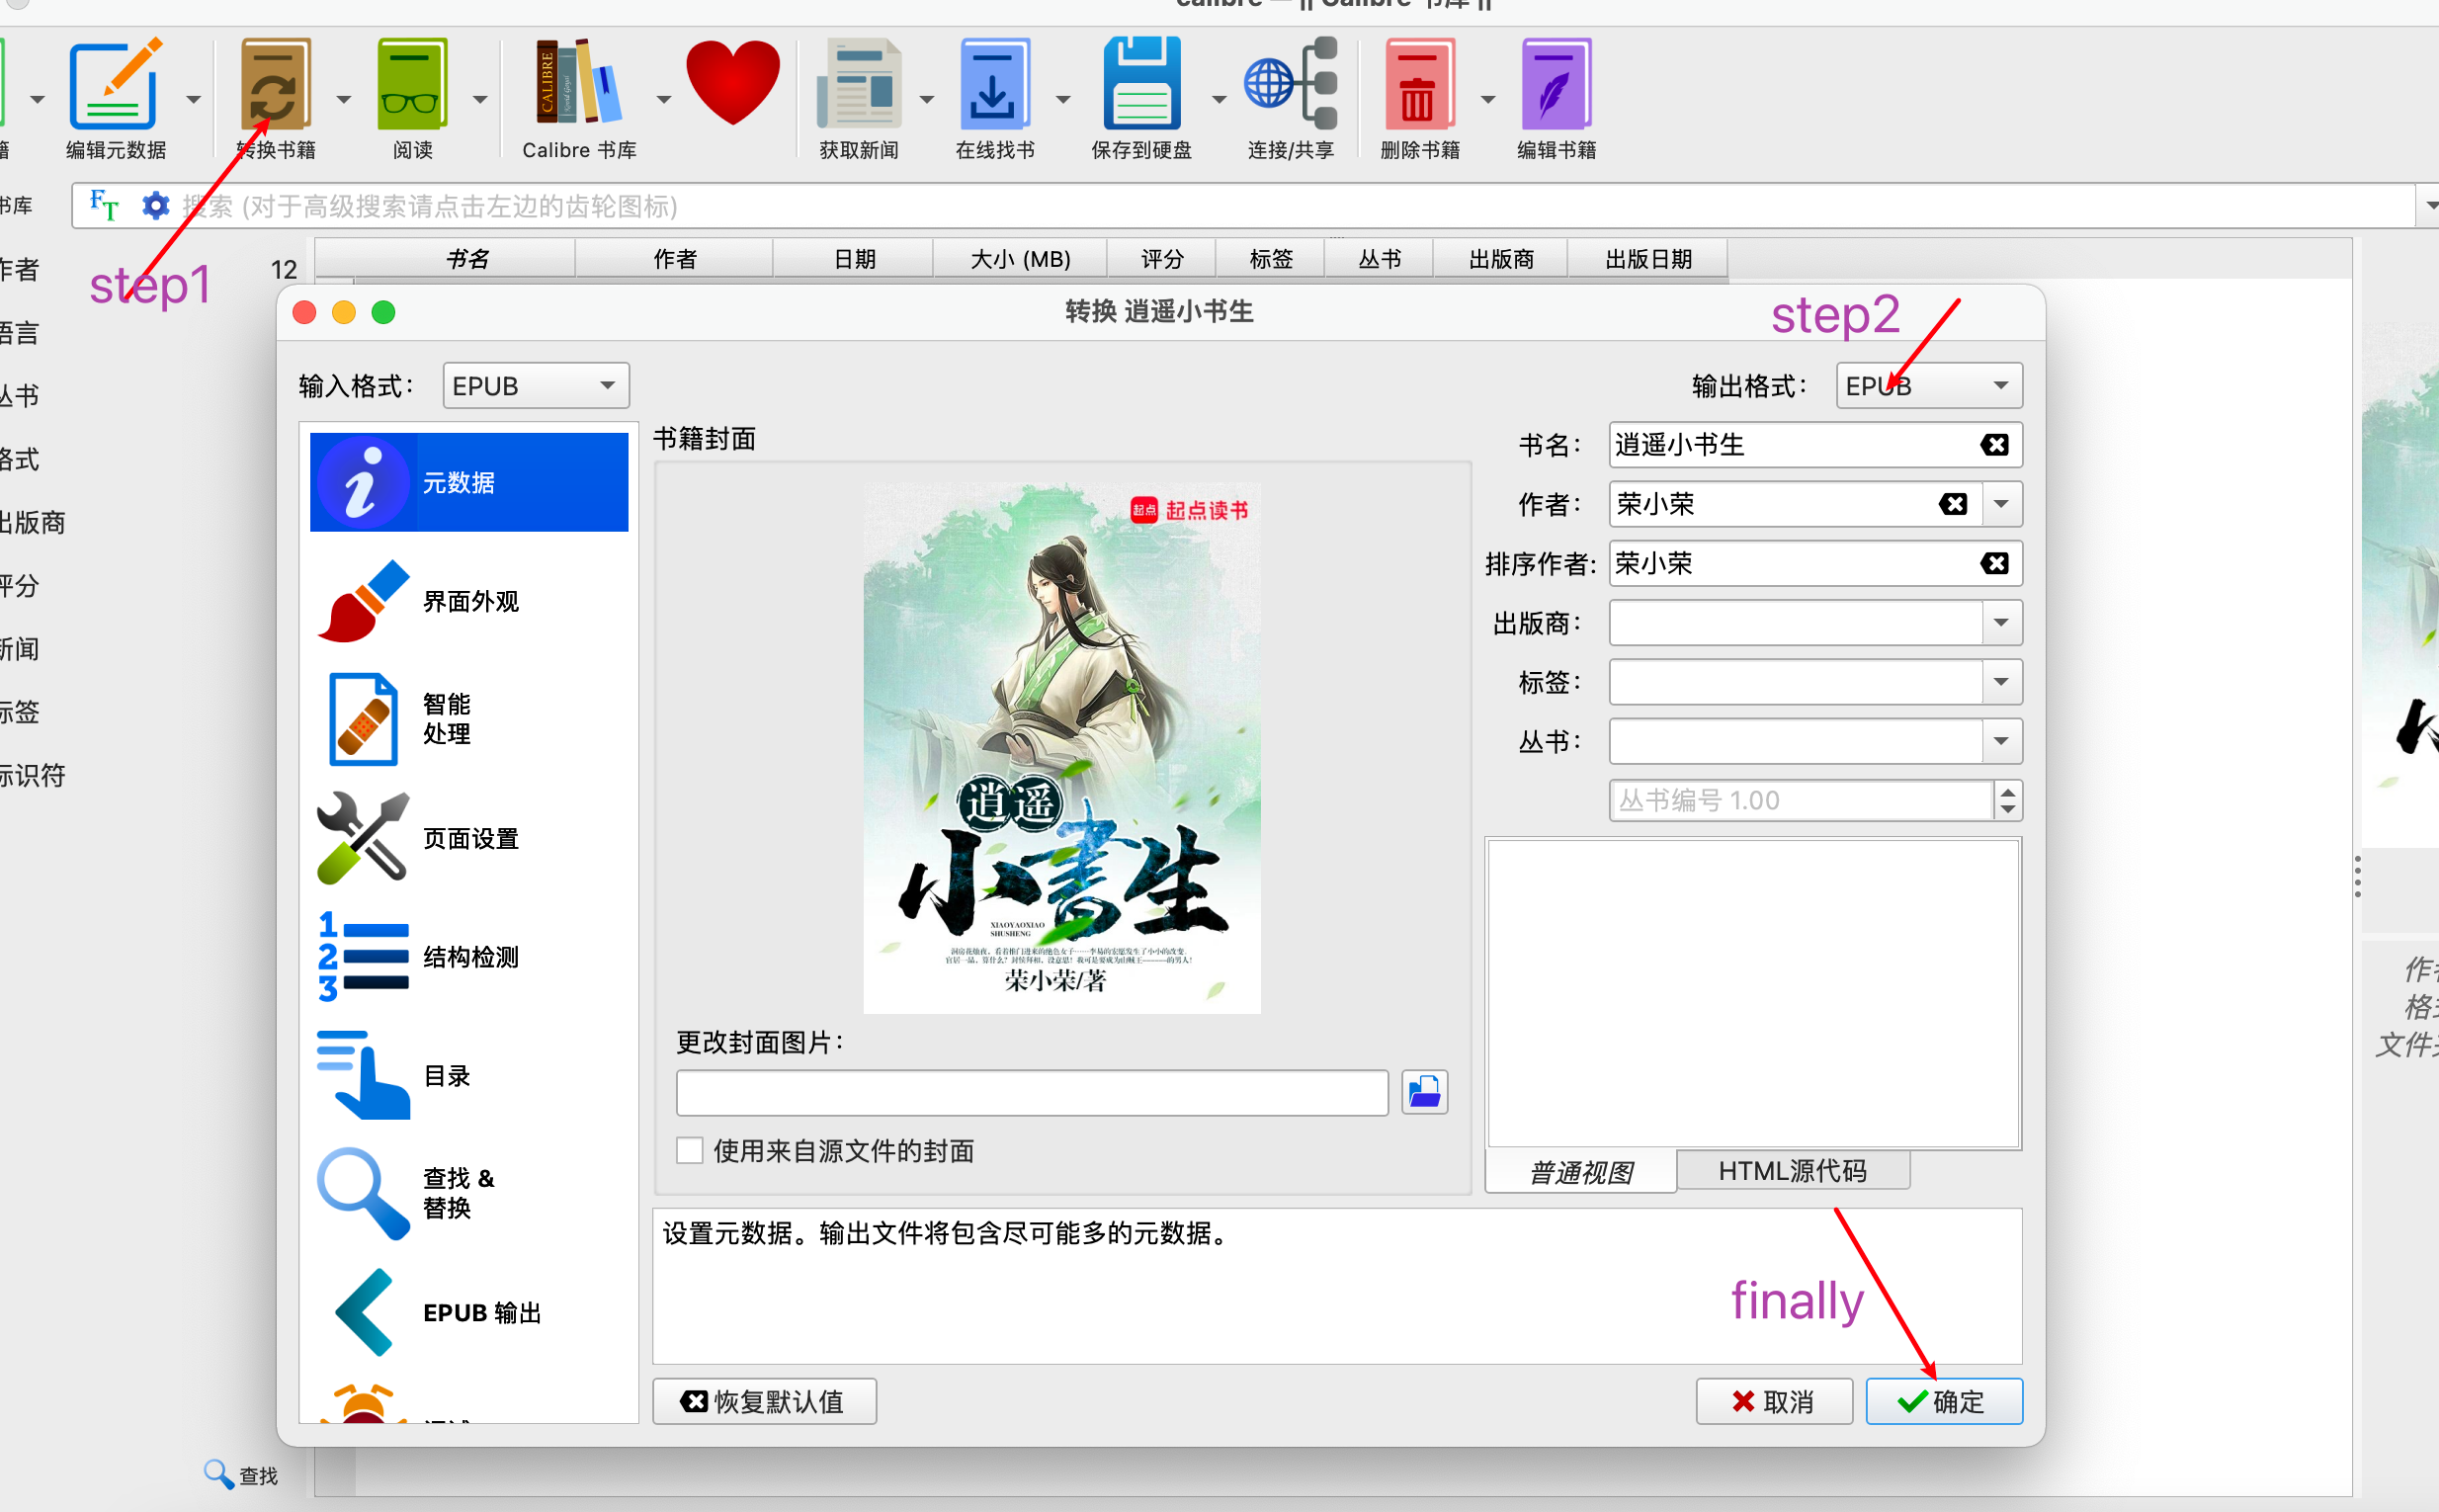 编辑元数据
转换书籍
阅读
Calibre 书库
获取新闻
在线找书
保存到硬盘
连接/共享
删除书籍
编辑书籍
CALIBRE
FT
搜索 (对于高级搜索请点击左边的齿轮图标)
step1
12
书名
作者
日期
大小 (MB)
评分
标签
丛书
出版商
出版日期
转换 逍遥小书生
step2
输入格式：
EPUB
输出格式：
EPUB
元数据
界面外观
智能
处理
页面设置
1
2
3
结构检测
目录
查找 &
替换
EPUB 输出
书籍封面
起点
起点读书
逍遥
小書生
XIAOYAOXIAO
SHUSHENG
荣小荣/著
更改封面图片：
使用来自源文件的封面
书名：
逍遥小书生
作者：
荣小荣
排序作者:
荣小荣
出版商：
标签：
丛书：
丛书编号 1.00
普通视图
HTML源代码
设置元数据。输出文件将包含尽可能多的元数据。
finally
恢复默认值
取消
确定
查找
书库
作者
语言
丛书
格式
出版商
评分
新闻
标签
标识符